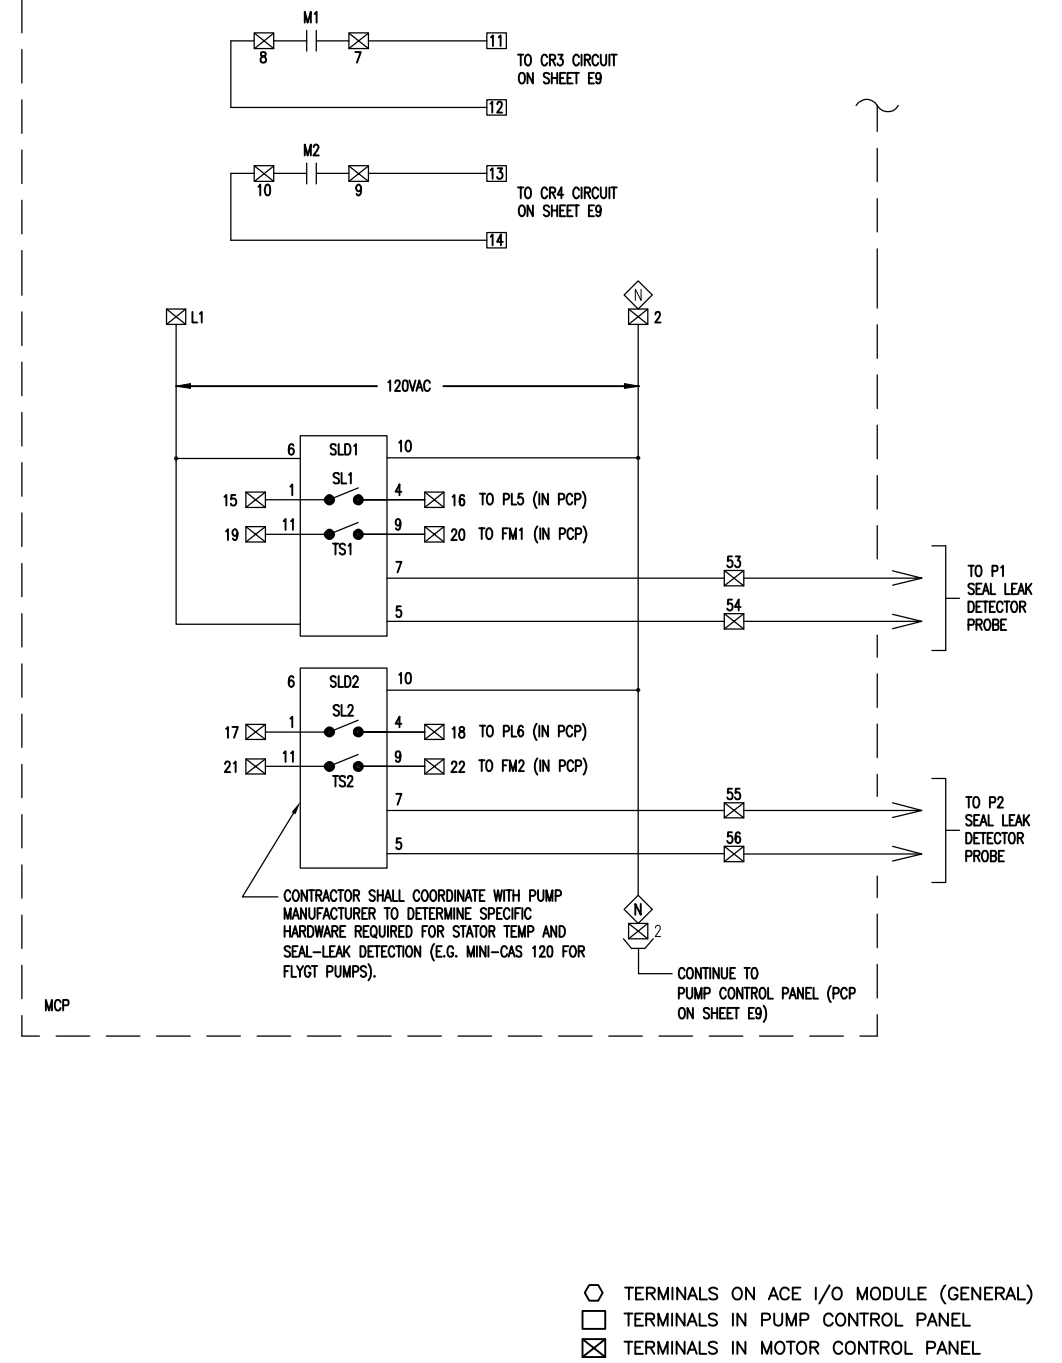 M1
8
7
11
TO CR3 CIRCUIT
ON SHEET E9
12
M2
10
9
13
TO CR4 CIRCUIT
ON SHEET E9
14
N
L1
2
120VAC
6
SLD1
10
SL1
15
1
4
16 TO PL5 (IN PCP)
19
11
9
20 TO FM1 (IN PCP)
TS1
7
53
5
54
TO P1
SEAL LEAK
DETECTOR
PROBE
6
SLD2
10
SL2
17
1
4
18 TO PL6 (IN PCP)
21
11
9
22 TO FM2 (IN PCP)
TS2
7
55
5
56
TO P2
SEAL LEAK
DETECTOR
PROBE
CONTRACTOR SHALL COORDINATE WITH PUMP
MANUFACTURER TO DETERMINE SPECIFIC
HARDWARE REQUIRED FOR STATOR TEMP AND
SEAL-LEAK DETECTION (E.G. MINI-CAS 120 FOR
FLYGT PUMPS).
N
2
CONTINUE TO
PUMP CONTROL PANEL (PCP
ON SHEET E9)
MCP
TERMINALS ON ACE I/O MODULE (GENERAL)
TERMINALS IN PUMP CONTROL PANEL
TERMINALS IN MOTOR CONTROL PANEL